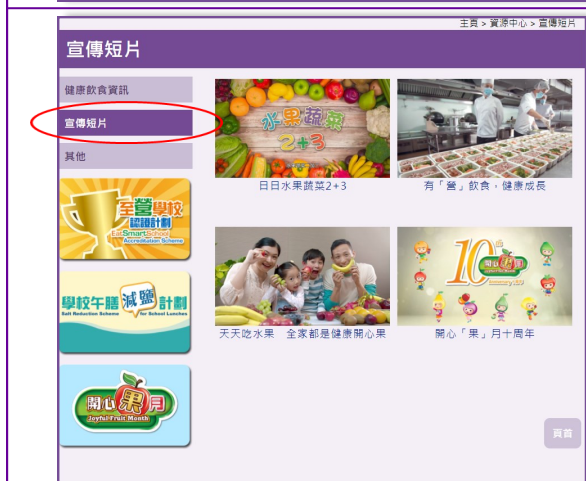 主頁 > 資源中心 > 宣傳短片
宣傳短片
健康飲食資訊
宣傳短片
其他
水果蔬菜
2+3
日日水果蔬菜2+3
有「營」飲食，健康成長
至營學校
認證計劃
EatSmart School
Accreditation Scheme
10
開心果月
天天吃水果 全家都是健康開心果
開心「果」月十周年
學校午膳減鹽計劃
Salt Reduction Scheme for School Lunches
開心果月
Joyful Fruit Month
頁首